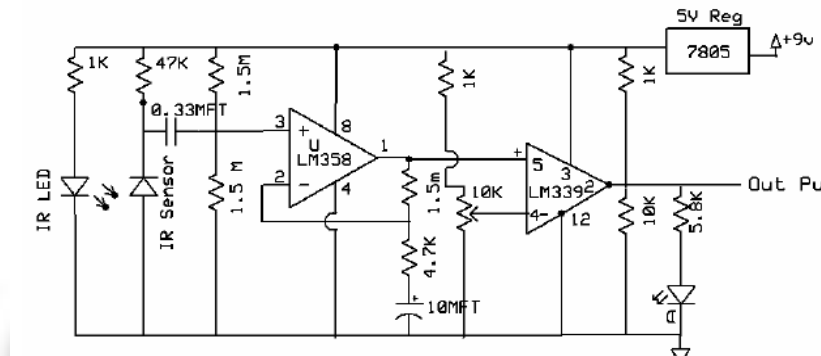 5V Reg
7805
+9v
1K
47K
1.5M
1K
1K
0.33MFT
3
+
8
U
LM358
1
2
-
4
1.5 M
IR LED
IR Sensor
1.5m
4.7K
10MFT
10K
+
5
3
LM339
2
4-
12
Out Pu
10K
5.8K